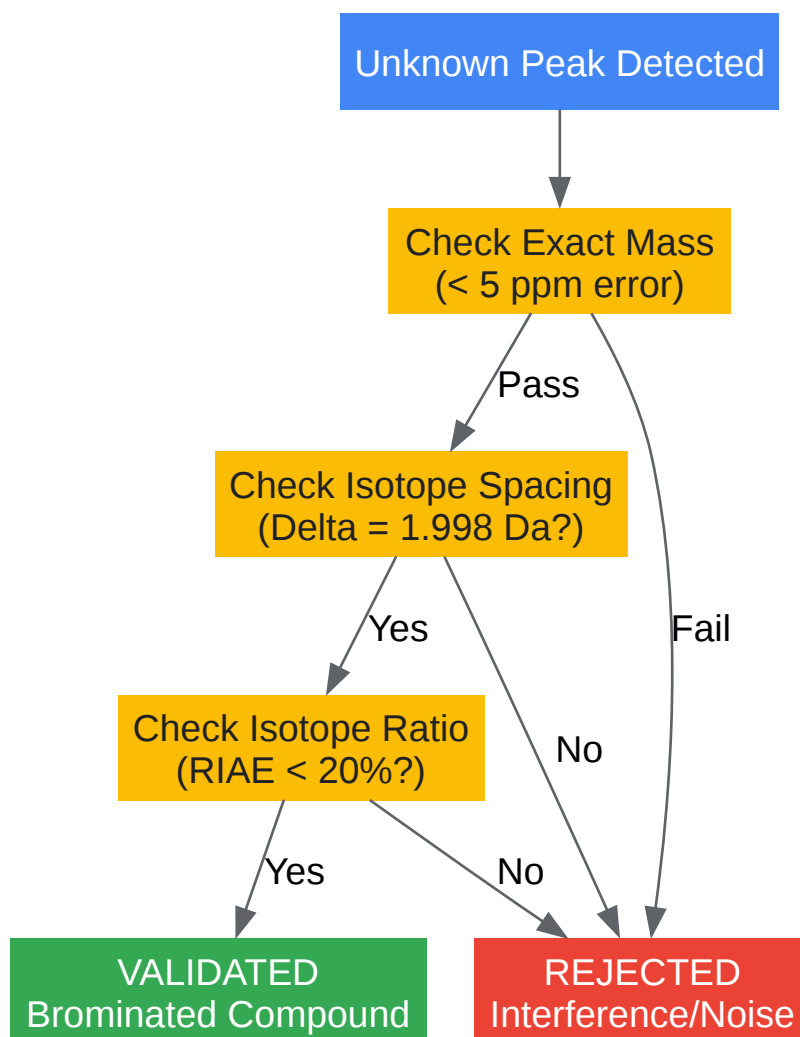 Unknown Peak Detected
Check Exact Mass
(< 5 ppm error)
Pass
Check Isotope Spacing
(Delta = 1.998 Da?)
Yes
Fail
Check Isotope Ratio
(RIAE < 20%?)
No
Yes
No
VALIDATED
Brominated Compound
REJECTED
Interference/Noise